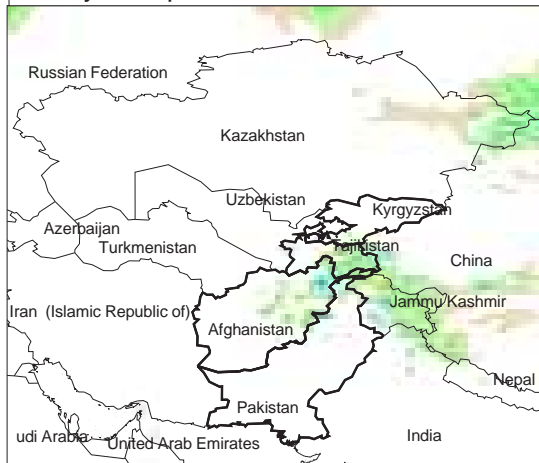 Russian Federation
Kazakhstan
Uzbekistan
Kyrgyzstan
Azerbaijan
Turkmenistan
Tajikistan
China
Iran (Islamic Republic of)
Jammu Kashmir
Afghanistan
Nepal
Pakistan
udi Arabia
United Arab Emirates
India